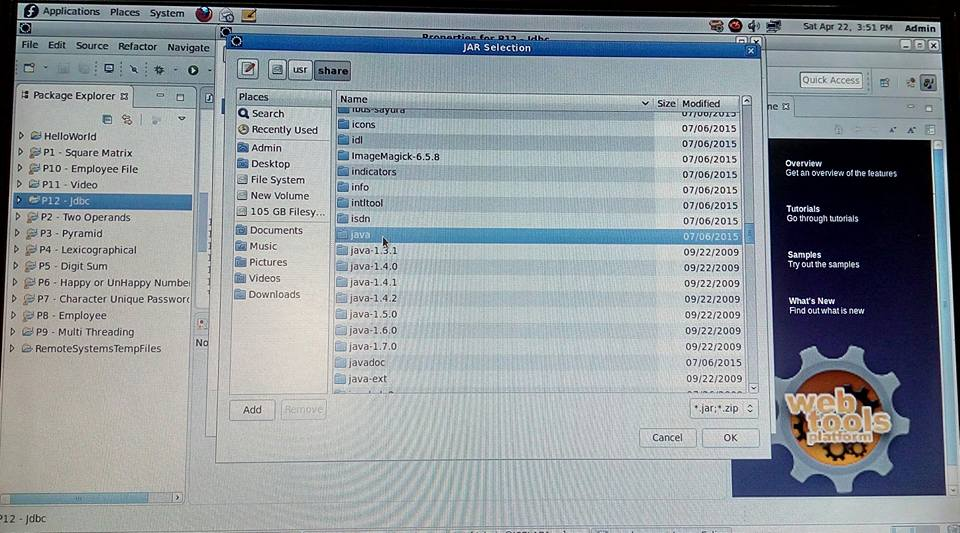 Applications Places System
Sat Apr 22, 3:51 PM Admin
Properties for P12 - Jdbc
File Edit Source Refactor Navigate
JAR Selection
usr share
Quick Access
Package Explorer
HelloWorld
P1 - Square Matrix
P10 - Employee File
P11 - Video
P12 - Jdbc
P2 - Two Operands
P3 - Pyramid
P4 - Lexicographical
P5 - Digit Sum
P6 - Happy or UnHappy Number
P7 - Character Unique Password
P8 - Employee
P9 - Multi Threading
RemoteSystemsTempFiles
Places
Search
Recently Used
Admin
Desktop
File System
New Volume
105 GB Filesy...
Documents
Music
Pictures
Videos
Downloads
Name Size Modified
ibus-sayura 07/06/2015
icons 07/06/2015
idl 07/06/2015
ImageMagick-6.5.8 07/06/2015
indicators 07/06/2015
info 07/06/2015
intltool 07/06/2015
isdn 07/06/2015
java 07/06/2015
java-1.3.1 09/22/2009
java-1.4.0 09/22/2009
java-1.4.1 09/22/2009
java-1.4.2 09/22/2009
java-1.5.0 09/22/2009
java-1.6.0 09/22/2009
java-1.7.0 09/22/2009
javadoc 07/06/2015
java-ext 09/22/2009
Add Remove
*.jar;*.zip
Cancel OK
No
Overview
Get an overview of the features
Tutorials
Go through tutorials
Samples
Try out the samples
What's New
Find out what is new
web
tools
platform
P12 - Jdbc